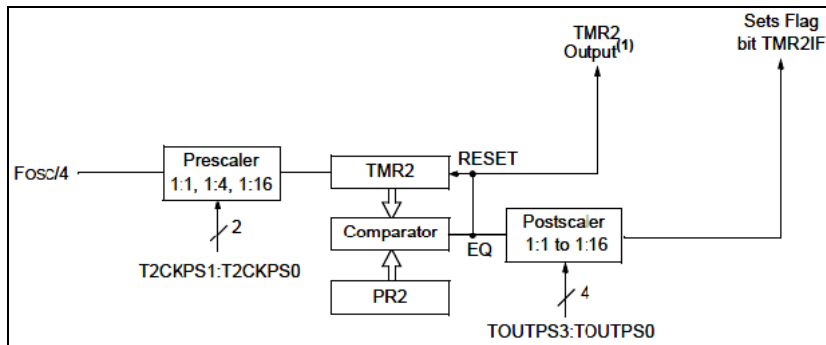 TMR2
Output(1)
Sets Flag
bit TMR2IF
Fosc/4
Prescaler
1:1, 1:4, 1:16
2
T2CKPS1:T2CKPS0
TMR2
RESET
Comparator
EQ
PR2
Postscaler
1:1 to 1:16
4
TOUTPS3:TOUTPS0